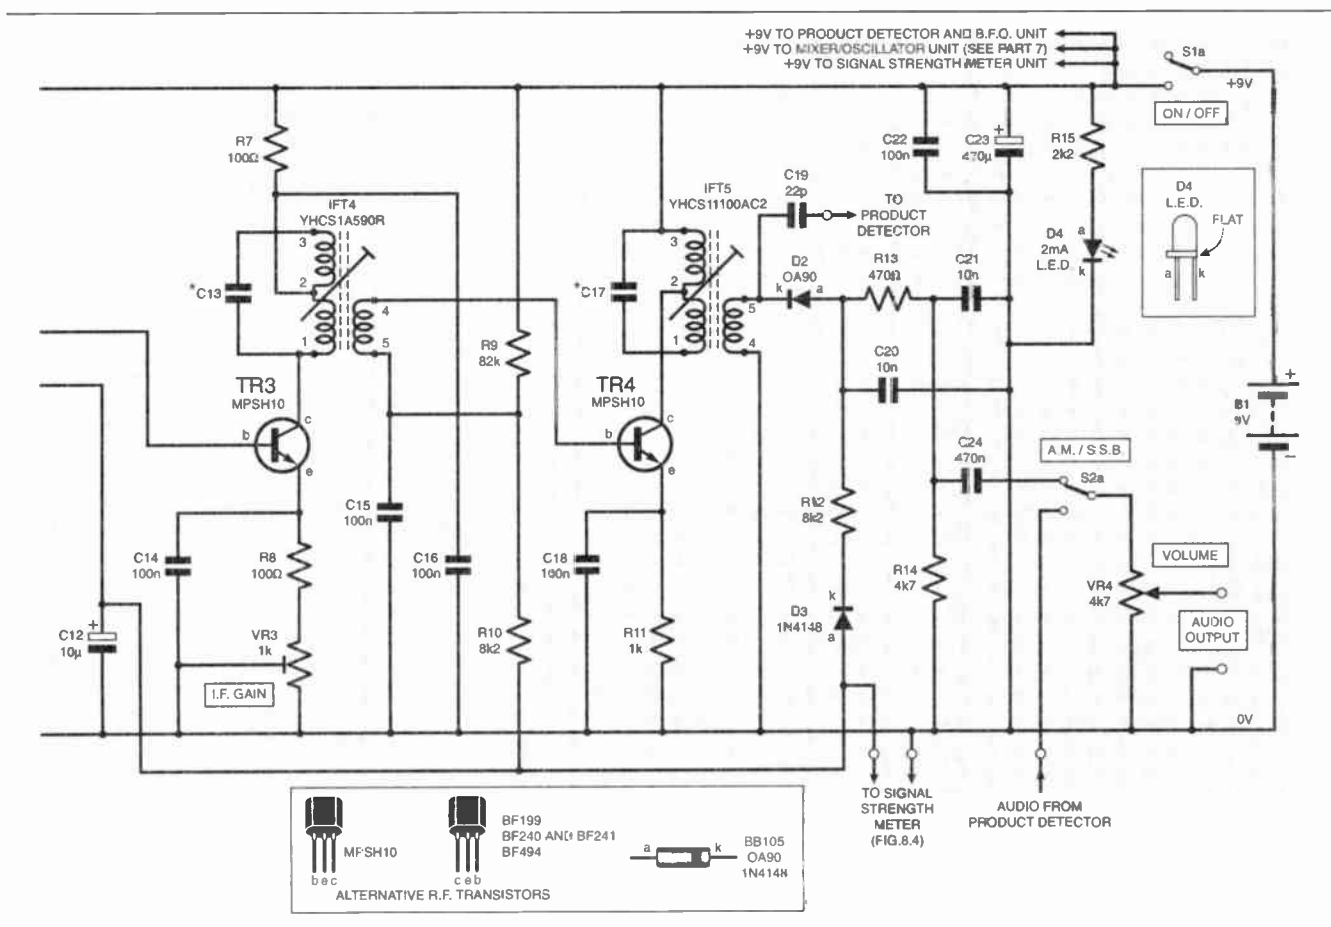 +9V TO PRODUCT DETECTOR AND B.F.O. UNIT
+9V TO MIXER/OSCILLATOR UNIT (SEE PART 7)
+9V TO SIGNAL STRENGTH METER UNIT
S1a
+9V
ON / OFF
R7
100Ω
C22
100n
C23
+
470µ
R15
2k2
IFT4
YHCS1A590R
3
2
1
4
5
*C13
IFT5
YHCS11100AC2
3
2
1
5
4
*C17
C19
22p
TO
PRODUCT
DETECTOR
D2
OA90
k
a
R13
470Ω
C21
10n
D4
2mA
L.E.D.
a
k
D4
L.E.D.
FLAT
a
k
R9
82k
C20
10n
TR3
MPSH10
b
c
e
TR4
MPSH10
b
c
e
B1
9V
+
−
C24
470n
A.M. / S.S.B.
S2a
C15
100n
R12
8k2
C14
100n
R8
100Ω
C16
100n
C18
100n
R14
4k7
VR4
4k7
VOLUME
AUDIO
OUTPUT
0V
C12
+
10µ
VR3
1k
I.F. GAIN
R10
8k2
R11
1k
D3
1N4148
k
a
TO SIGNAL
STRENGTH
METER
(FIG.8.4)
AUDIO FROM
PRODUCT DETECTOR
MPSH10
b e c
BF199
BF240 AND BF241
BF494
c e b
a
k
BB105
OA90
1N4148
ALTERNATIVE R.F. TRANSISTORS